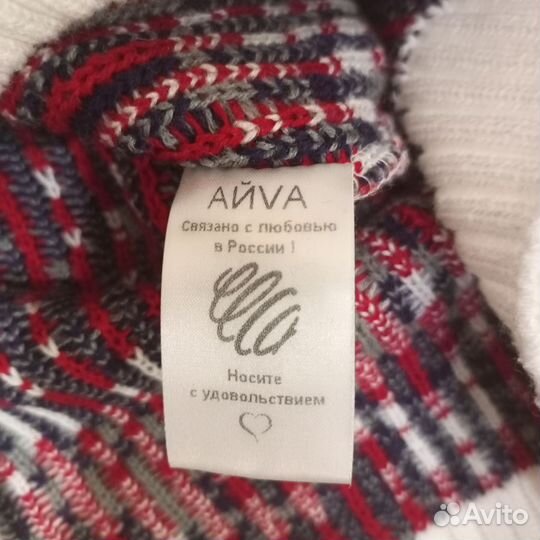 АЙVА
Связано с любовью
в России!
Носите
с удовольствием
Avito